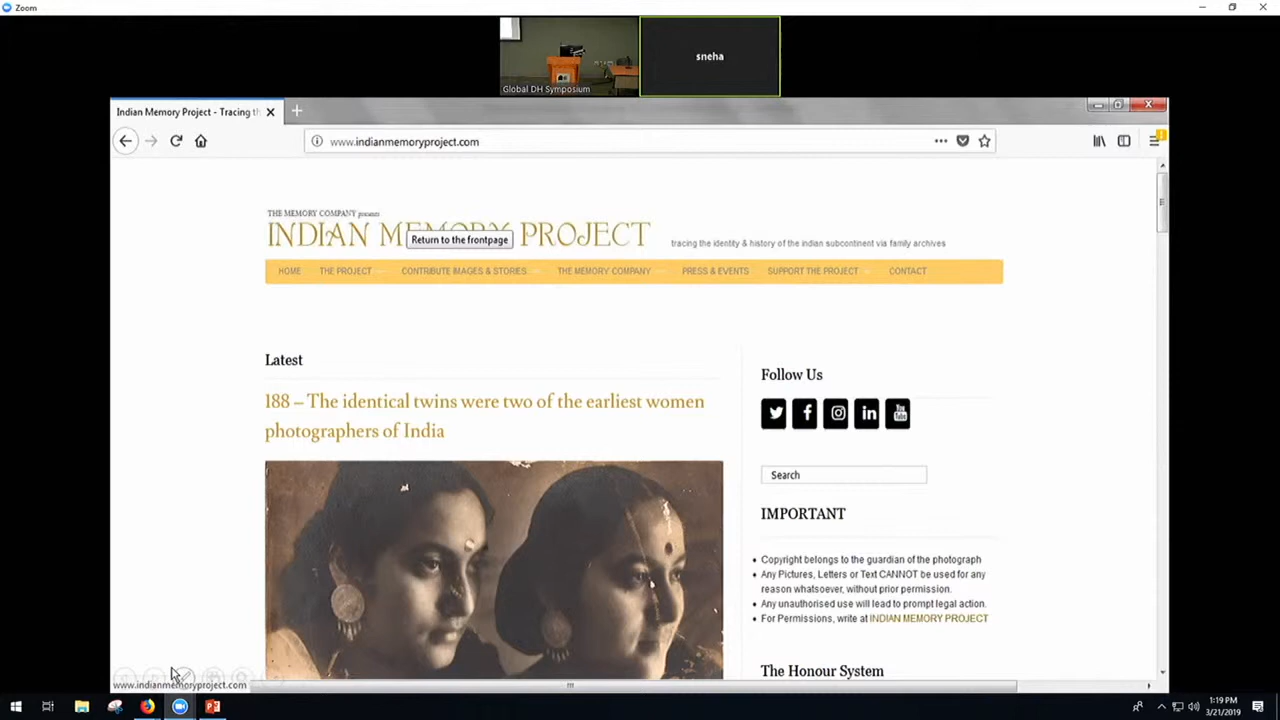 Zoom
Global DH Symposium
sneha
Indian Memory Project - Tracing th
www.indianmemoryproject.com
THE MEMORY COMPANY presents
INDIAN MEMORY PROJECT
Return to the frontpage
tracing the identity & history of the indian subcontinent via family archives
HOME THE PROJECT CONTRIBUTE IMAGES & STORIES THE MEMORY COMPANY PRESS & EVENTS SUPPORT THE PROJECT CONTACT
Latest
188 – The identical twins were two of the earliest women
photographers of India
Follow Us
You
Tube
Search
IMPORTANT
Copyright belongs to the guardian of the photograph
Any Pictures, Letters or Text CANNOT be used for any
reason whatsoever, without prior permission.
Any unauthorised use will lead to prompt legal action.
For Permissions, write at INDIAN MEMORY PROJECT
The Honour System
www.indianmemoryproject.com
1:19 PM
3/21/2019